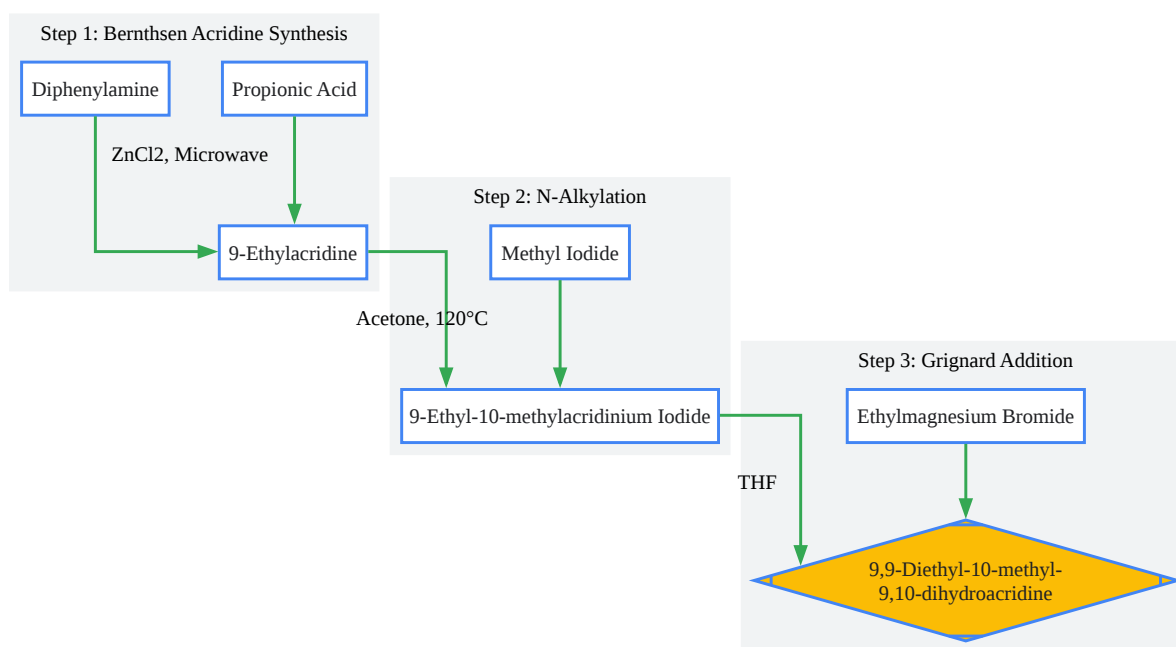 Step 1: Bernthsen Acridine Synthesis
Diphenylamine
Propionic Acid
ZnCl2, Microwave
9-Ethylacridine
Step 2: N-Alkylation
Methyl Iodide
Acetone, 120°C
9-Ethyl-10-methylacridinium Iodide
Step 3: Grignard Addition
Ethylmagnesium Bromide
THF
9,9-Diethyl-10-methyl-
9,10-dihydroacridine